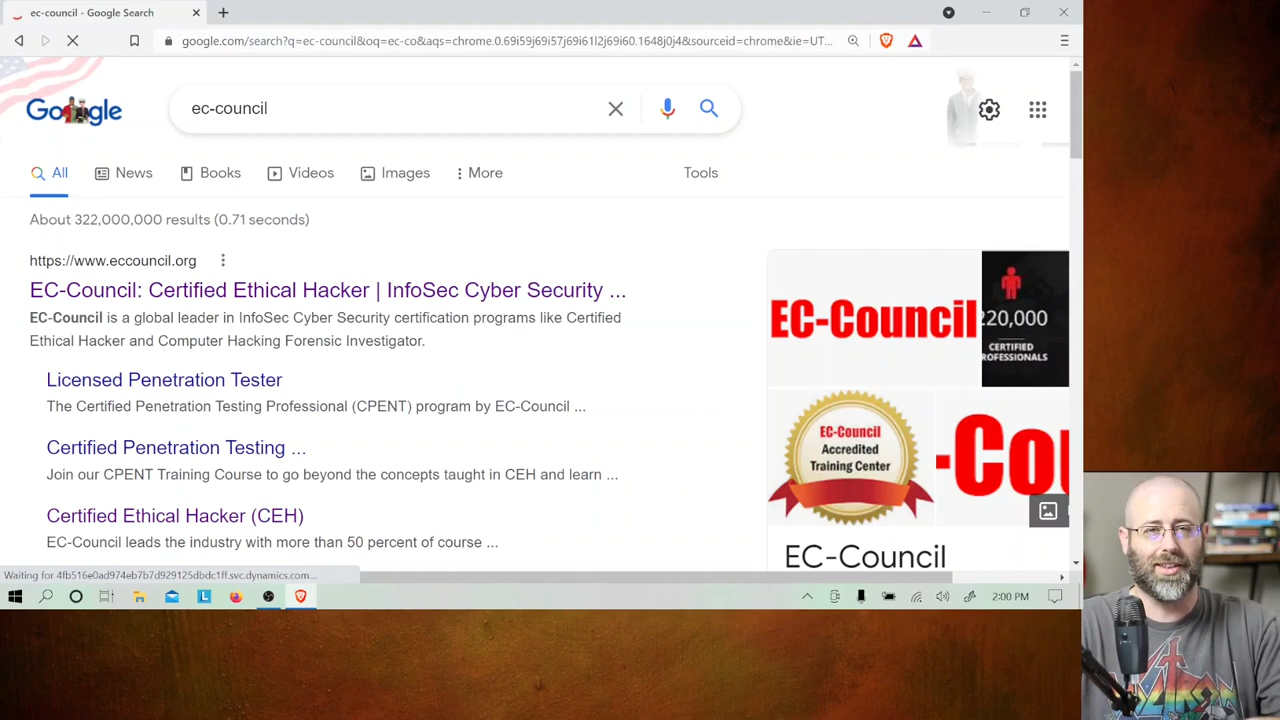 ec-council - Google Search
google.com/search?q=ec-council&oq=ec-co&aqs=chrome.0.69i59j69i57j69i61l2j69i60.1648j0j4&sourceid=chrome&ie=UT...
Google
ec-council
All
News
Books
Videos
Images
More
Tools
About 322,000,000 results (0.71 seconds)
https://www.eccouncil.org
EC-Council: Certified Ethical Hacker | InfoSec Cyber Security ...
EC-Council is a global leader in InfoSec Cyber Security certification programs like Certified
Ethical Hacker and Computer Hacking Forensic Investigator.
Licensed Penetration Tester
The Certified Penetration Testing Professional (CPENT) program by EC-Council ...
Certified Penetration Testing ...
Join our CPENT Training Course to go beyond the concepts taught in CEH and learn ...
Certified Ethical Hacker (CEH)
EC-Council leads the industry with more than 50 percent of course ...
EC-Council
220,000
CERTIFIED
PROFESSIONALS
EC-Council
Accredited
Training Center
-Cou
EC-Council
Waiting for 4fb516e0ad974eb7b7d929125dbdc1ff.svc.dynamics.com...
2:00 PM